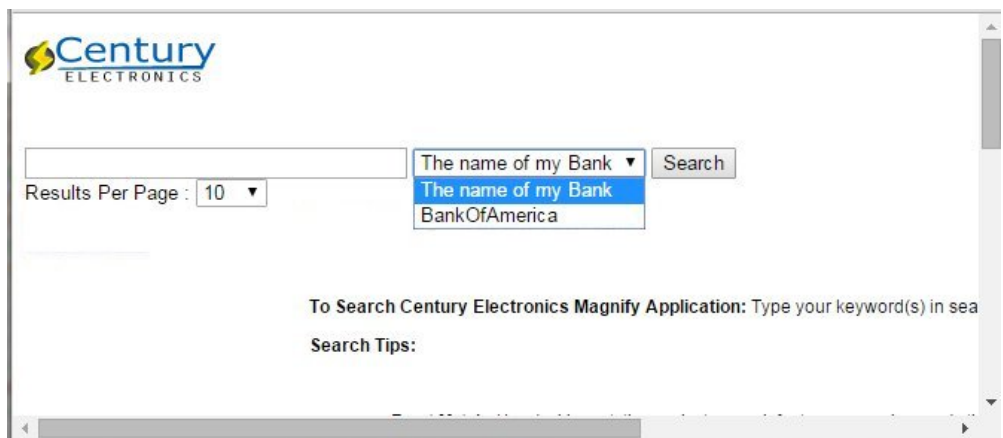 Century
ELECTRONICS
The name of my Bank
Search
Results Per Page : 10
The name of my Bank
BankOfAmerica
To Search Century Electronics Magnify Application: Type your keyword(s) in sea
Search Tips: